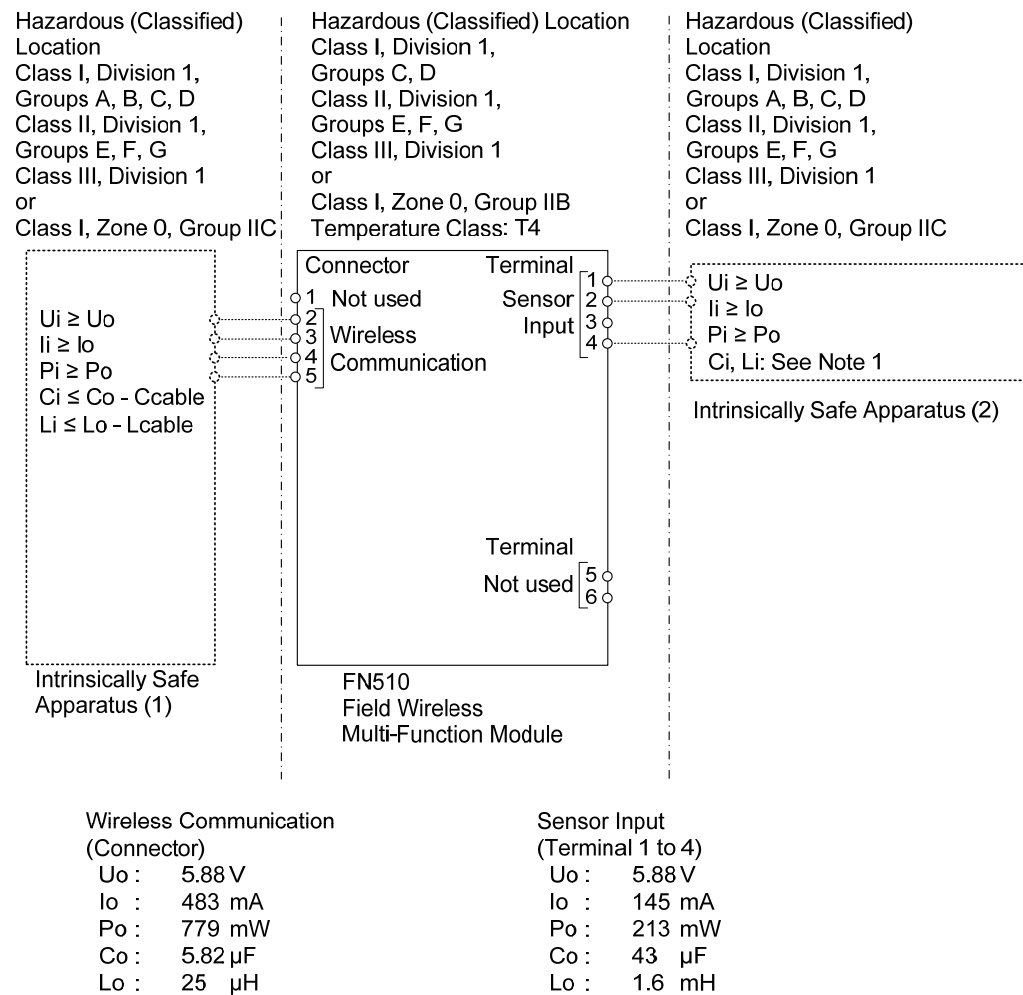 Hazardous (Classified)
Location
Class I, Division 1,
Groups A, B, C, D
Class II, Division 1,
Groups E, F, G
Class III, Division 1
or
Class I, Zone 0, Group IIC
Hazardous (Classified) Location
Class I, Division 1,
Groups C, D
Class II, Division 1,
Groups E, F, G
Class III, Division 1
or
Class I, Zone 0, Group IIB
Temperature Class: T4
Hazardous (Classified)
Location
Class I, Division 1,
Groups A, B, C, D
Class II, Division 1,
Groups E, F, G
Class III, Division 1
or
Class I, Zone 0, Group IIC
Ui ≥ Uo
Ii ≥ Io
Pi ≥ Po
Ci ≤ Co - Ccable
Li ≤ Lo - Lcable
Intrinsically Safe
Apparatus (1)
Connector
1 Not used
2
3 Wireless
4 Communication
5
Terminal
1
Sensor 2
Input 3
4
Terminal
Not used 5
6
FN510
Field Wireless
Multi-Function Module
Ui ≥ Uo
Ii ≥ Io
Pi ≥ Po
Ci, Li: See Note 1
Intrinsically Safe Apparatus (2)
Wireless Communication
(Connector)
Uo : 5.88 V
Io : 483 mA
Po : 779 mW
Co : 5.82 µF
Lo : 25 µH
Sensor Input
(Terminal 1 to 4)
Uo : 5.88 V
Io : 145 mA
Po : 213 mW
Co : 43 µF
Lo : 1.6 mH